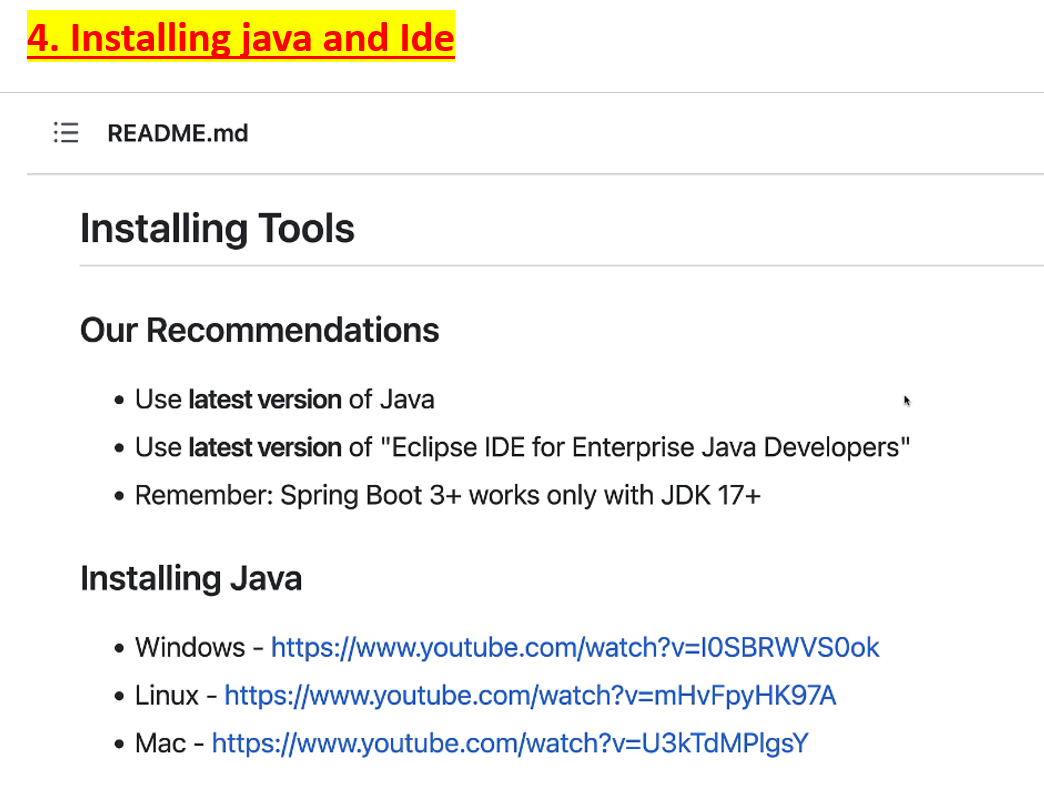 4. Installing java and Ide
README.md
Installing Tools
Our Recommendations
• Use latest version of Java
• Use latest version of "Eclipse IDE for Enterprise Java Developers"
• Remember: Spring Boot 3+ works only with JDK 17+
Installing Java
• Windows - https://www.youtube.com/watch?v=I0SBRWVS0ok
• Linux - https://www.youtube.com/watch?v=mHvFpyHK97A
• Mac - https://www.youtube.com/watch?v=U3kTdMPlgsY